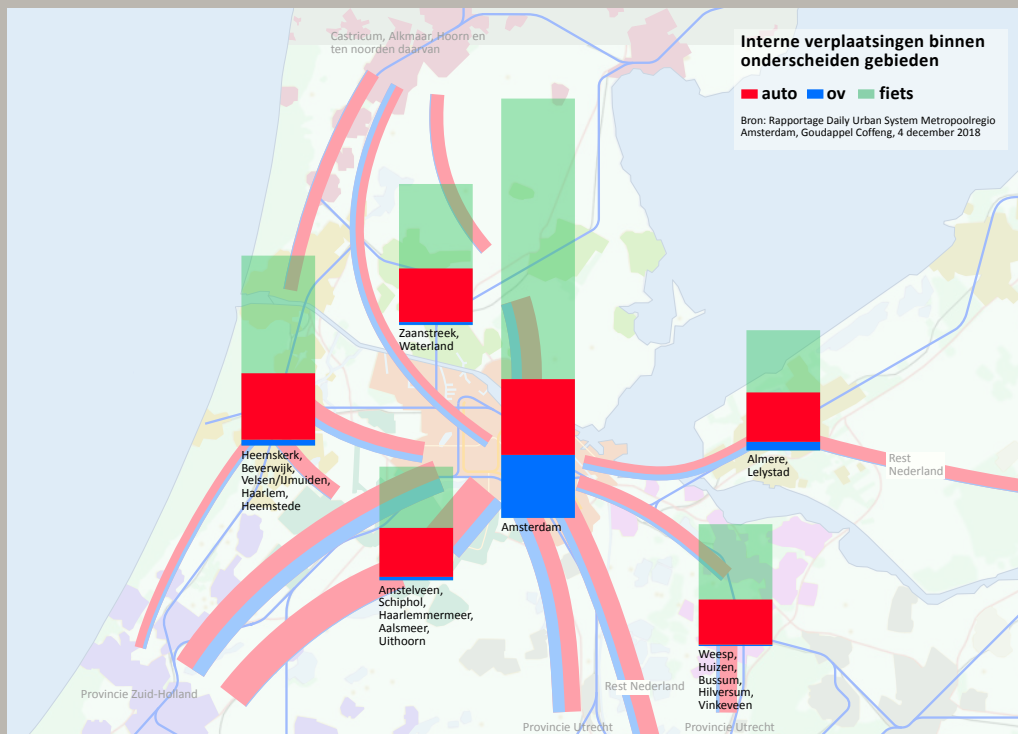 Castricum, Alkmaar, Hoorn en
ten noorden daarvan
Interne verplaatsingen binnen
onderscheiden gebieden
auto ov fiets
Bron: Rapportage Daily Urban System Metropoolregio
Amsterdam, Goudappel Coffeng, 4 december 2018
Zaanstreek,
Waterland
Heemskerk,
Beverwijk,
Velsen/IJmuiden,
Haarlem,
Heemstede
Almere,
Lelystad
Rest
Nederland
Amsterdam
Amstelveen,
Schiphol,
Haarlemmermeer,
Aalsmeer,
Uithoorn
Weesp,
Huizen,
Bussum,
Hilversum,
Vinkeveen
Provincie Zuid-Holland
Rest Nederland
Provincie Utrecht
Provincie Utrecht